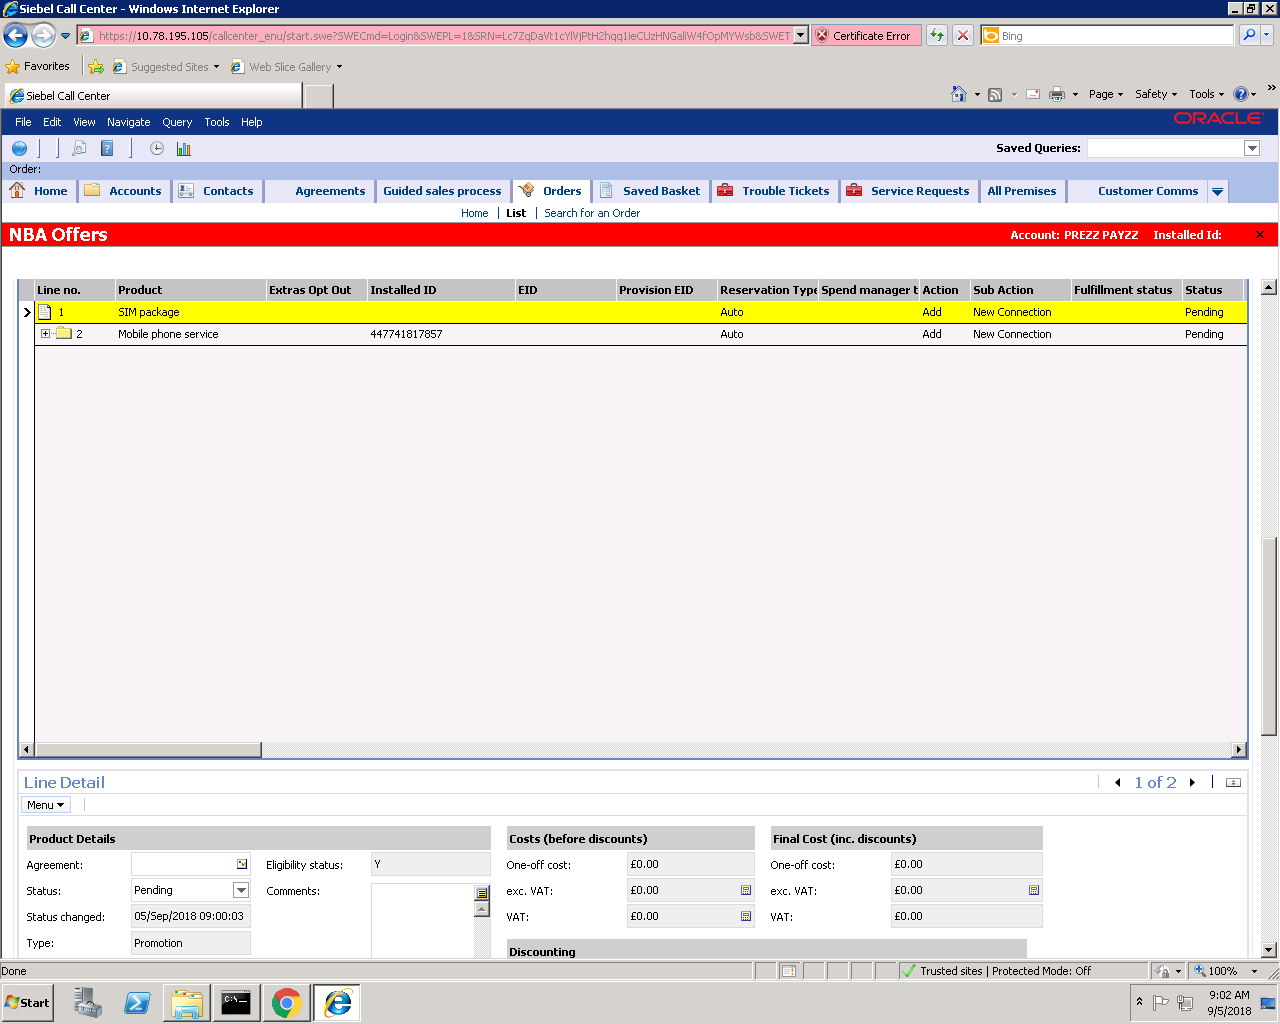 Siebel Call Center - Windows Internet Explorer
https://10.78.195.105/callcenter_enu/start.swe?SWECmd=Login&SWEPL=1&SRN=Lc7ZqDaVt1cYlVjPtH2hqq1ieCUzHNGaliW4fOpMYWsb&SWET
Certificate Error
Bing
Favorites
Suggested Sites
Web Slice Gallery
Siebel Call Center
Page
Safety
Tools
File Edit View Navigate Query Tools Help
ORACLE
Saved Queries:
Order:
Home Accounts Contacts Agreements Guided sales process Orders Saved Basket Trouble Tickets Service Requests All Premises Customer Comms
Home | List | Search for an Order
NBA Offers
Account: PREZZ PAYZZ Installed Id:
Line no. Product Extras Opt Out Installed ID EID Provision EID Reservation Type Spend manager t Action Sub Action Fulfillment status Status
1 SIM package Auto Add New Connection Pending
2 Mobile phone service 447741817857 Auto Add New Connection Pending
Line Detail
1 of 2
Menu
Product Details Costs (before discounts) Final Cost (inc. discounts)
Agreement: Eligibility status: Y One-off cost: £0.00 One-off cost: £0.00
Status: Pending Comments: exc. VAT: £0.00 exc. VAT: £0.00
Status changed: 05/Sep/2018 09:00:03 VAT: £0.00 VAT: £0.00
Type: Promotion
Discounting
Done
Trusted sites | Protected Mode: Off
100%
Start
9:02 AM
9/5/2018